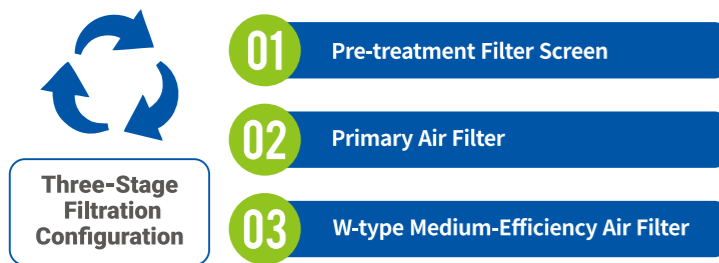 Three-Stage
Filtration
Configuration
01 Pre-treatment Filter Screen
02 Primary Air Filter
03 W-type Medium-Efficiency Air Filter